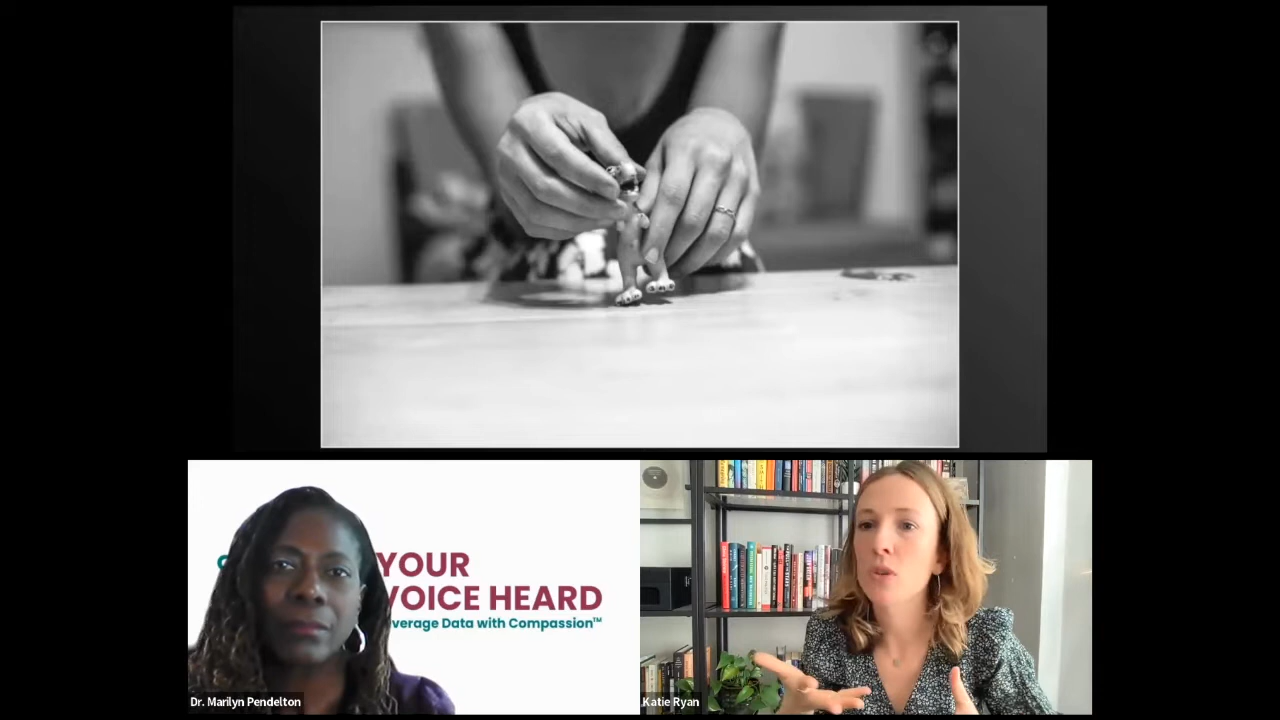 YOUR
VOICE HEARD
verage Data with Compassion™
Dr. Marilyn Pendelton
Katie Ryan